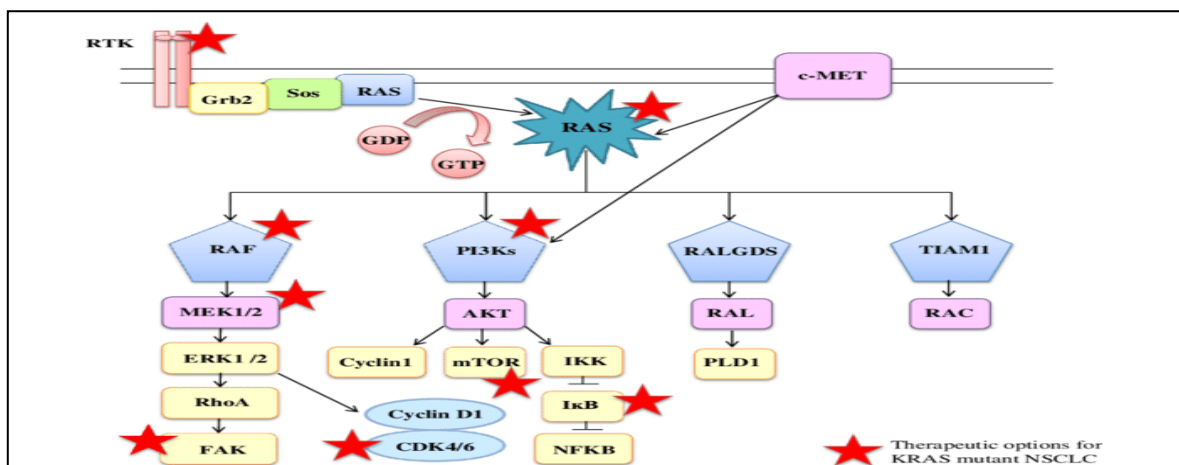 RTK
c-MET
Grb2
Sos
RAS
RAS
GDP
GTP
RAF
PI3Ks
RALGDS
TIAM1
MEK1/2
AKT
RAL
RAC
ERK1 /2
Cyclin1
mTOR
IKK
PLD1
RhoA
Cyclin D1
IκB
FAK
CDK4/6
NFKB
Therapeutic options for
KRAS mutant NSCLC